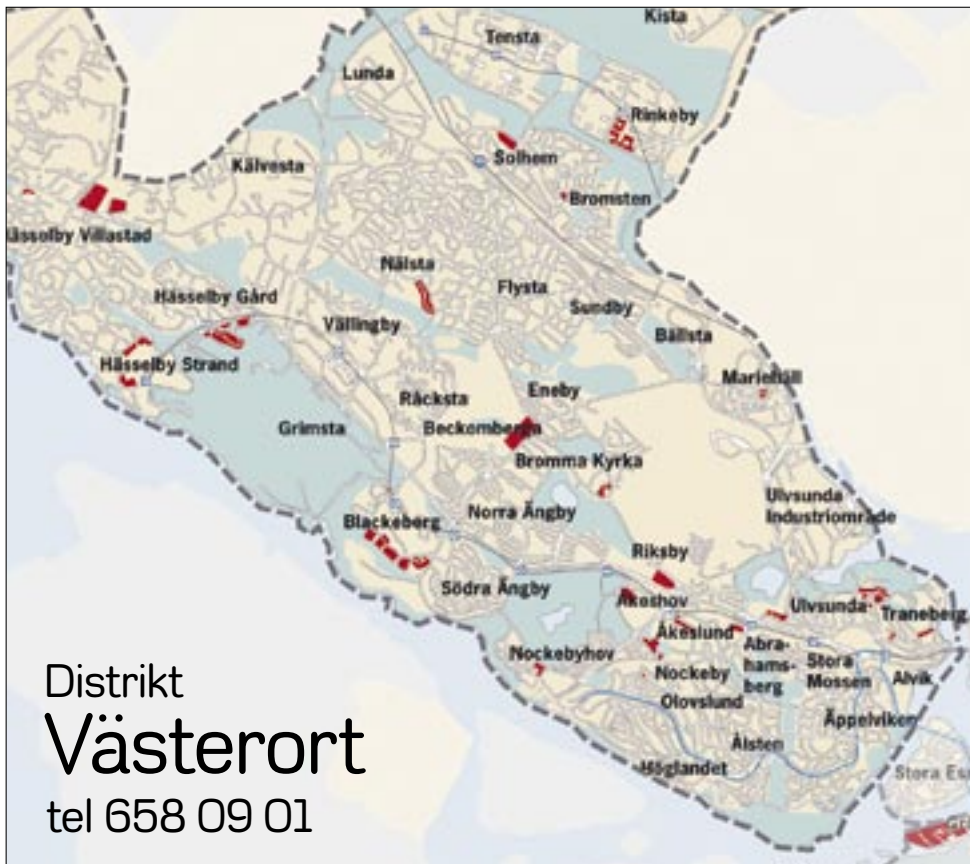 Kista
Tensta
Lunda
Rinkeby
Solhem
Kälvesta
Bromsten
Hässelby Villastad
Nälsta
Flysta
Hässelby Gård
Sundby
Vällingby
Bällsta
Hässelby Strand
Mariehäll
Eneby
Råcksta
Grimsta
Beckomberga
Bromma Kyrka
Ulvsunda
Industriområde
Norra Ängby
Blackeberg
Riksby
Södra Ängby
Åkeshov
Ulvsunda
Traneberg
Åkeslund
Abra-
hams-
berg
Nockebyhov
Stora
Mossen
Nockeby
Alvik
Olovslund
Äppelviken
Ålsten
Höglandet
Stora Ess
Distrikt
Västerort
tel 658 09 01